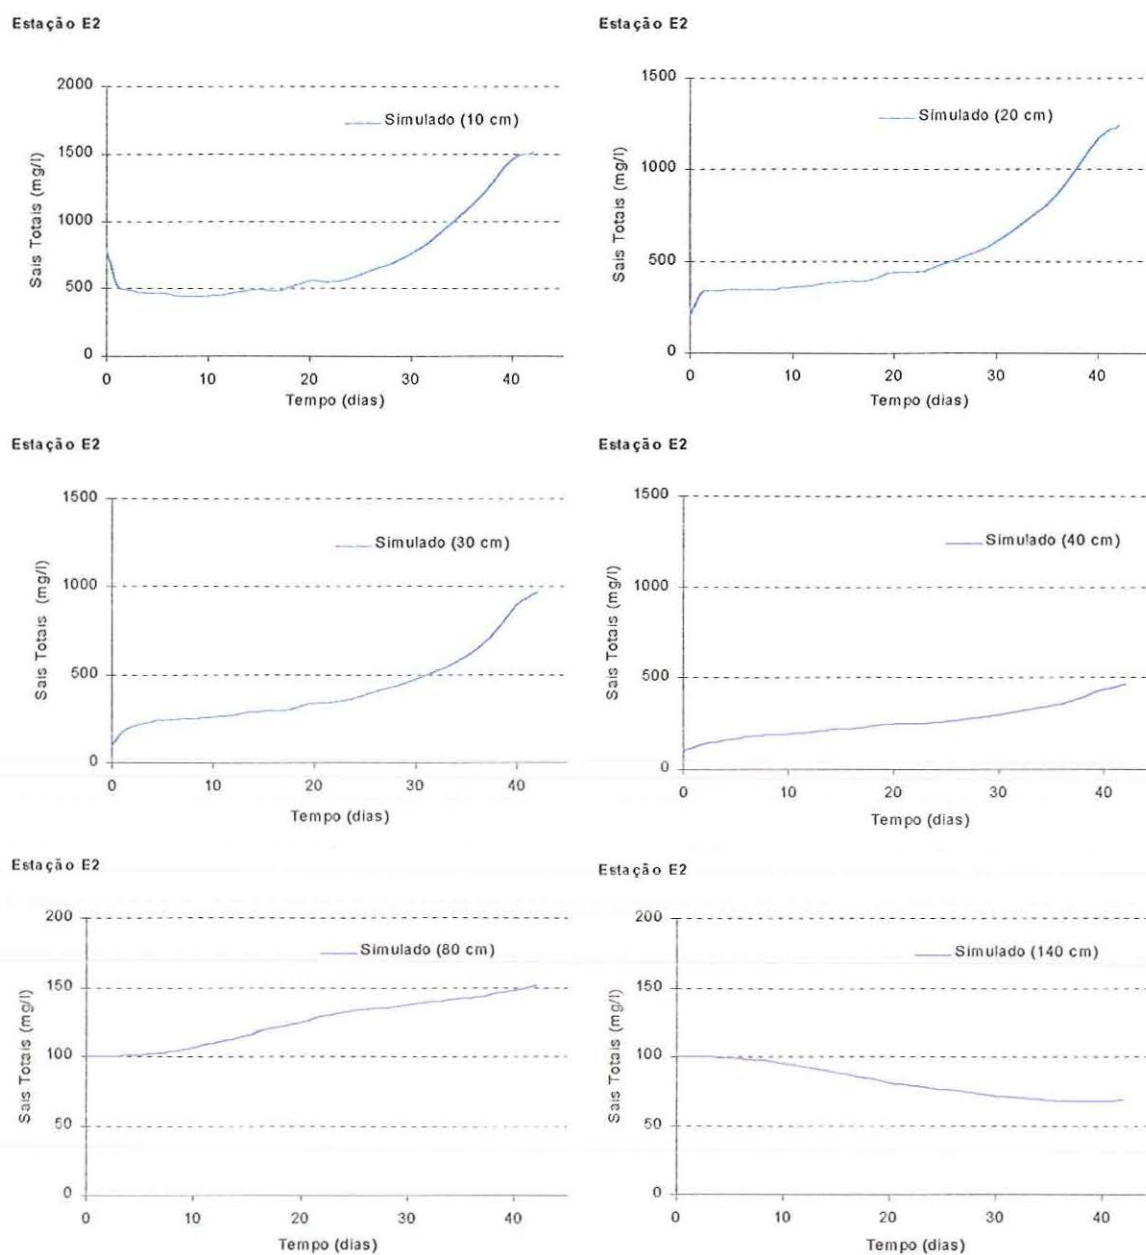 Estação E2
Sais Totais (mg/l)
2000
1500
1000
500
0
Simulado (10 cm)
0 10 20 30 40
Tempo (dias)
Estação E2
Sais Totais (mg/l)
1500
1000
500
0
Simulado (20 cm)
0 10 20 30 40
Tempo (dias)
Estação E2
Sais Totais (mg/l)
1500
1000
500
0
Simulado (30 cm)
0 10 20 30 40
Tempo (dias)
Estação E2
Sais Totais (mg/l)
1500
1000
500
0
Simulado (40 cm)
0 10 20 30 40
Tempo (dias)
Estação E2
Sais Totais (mg/l)
200
150
100
50
0
Simulado (80 cm)
0 10 20 30 40
Tempo (dias)
Estação E2
Sais Totais (mg/l)
200
150
100
50
0
Simulado (140 cm)
0 10 20 30 40
Tempo (dias)